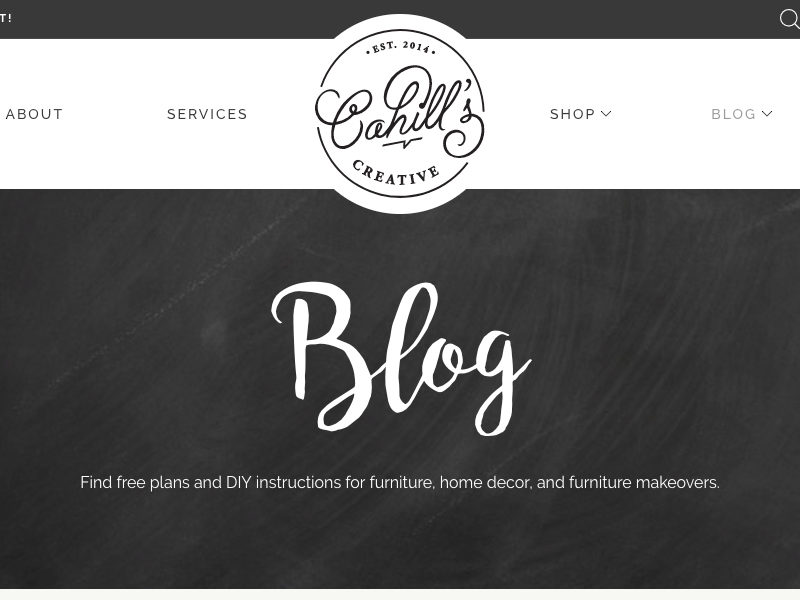 T!
ABOUT
SERVICES
• EST. 2014 •
Cahill's
CREATIVE
SHOP
BLOG
Blog
Find free plans and DIY instructions for furniture, home decor, and furniture makeovers.